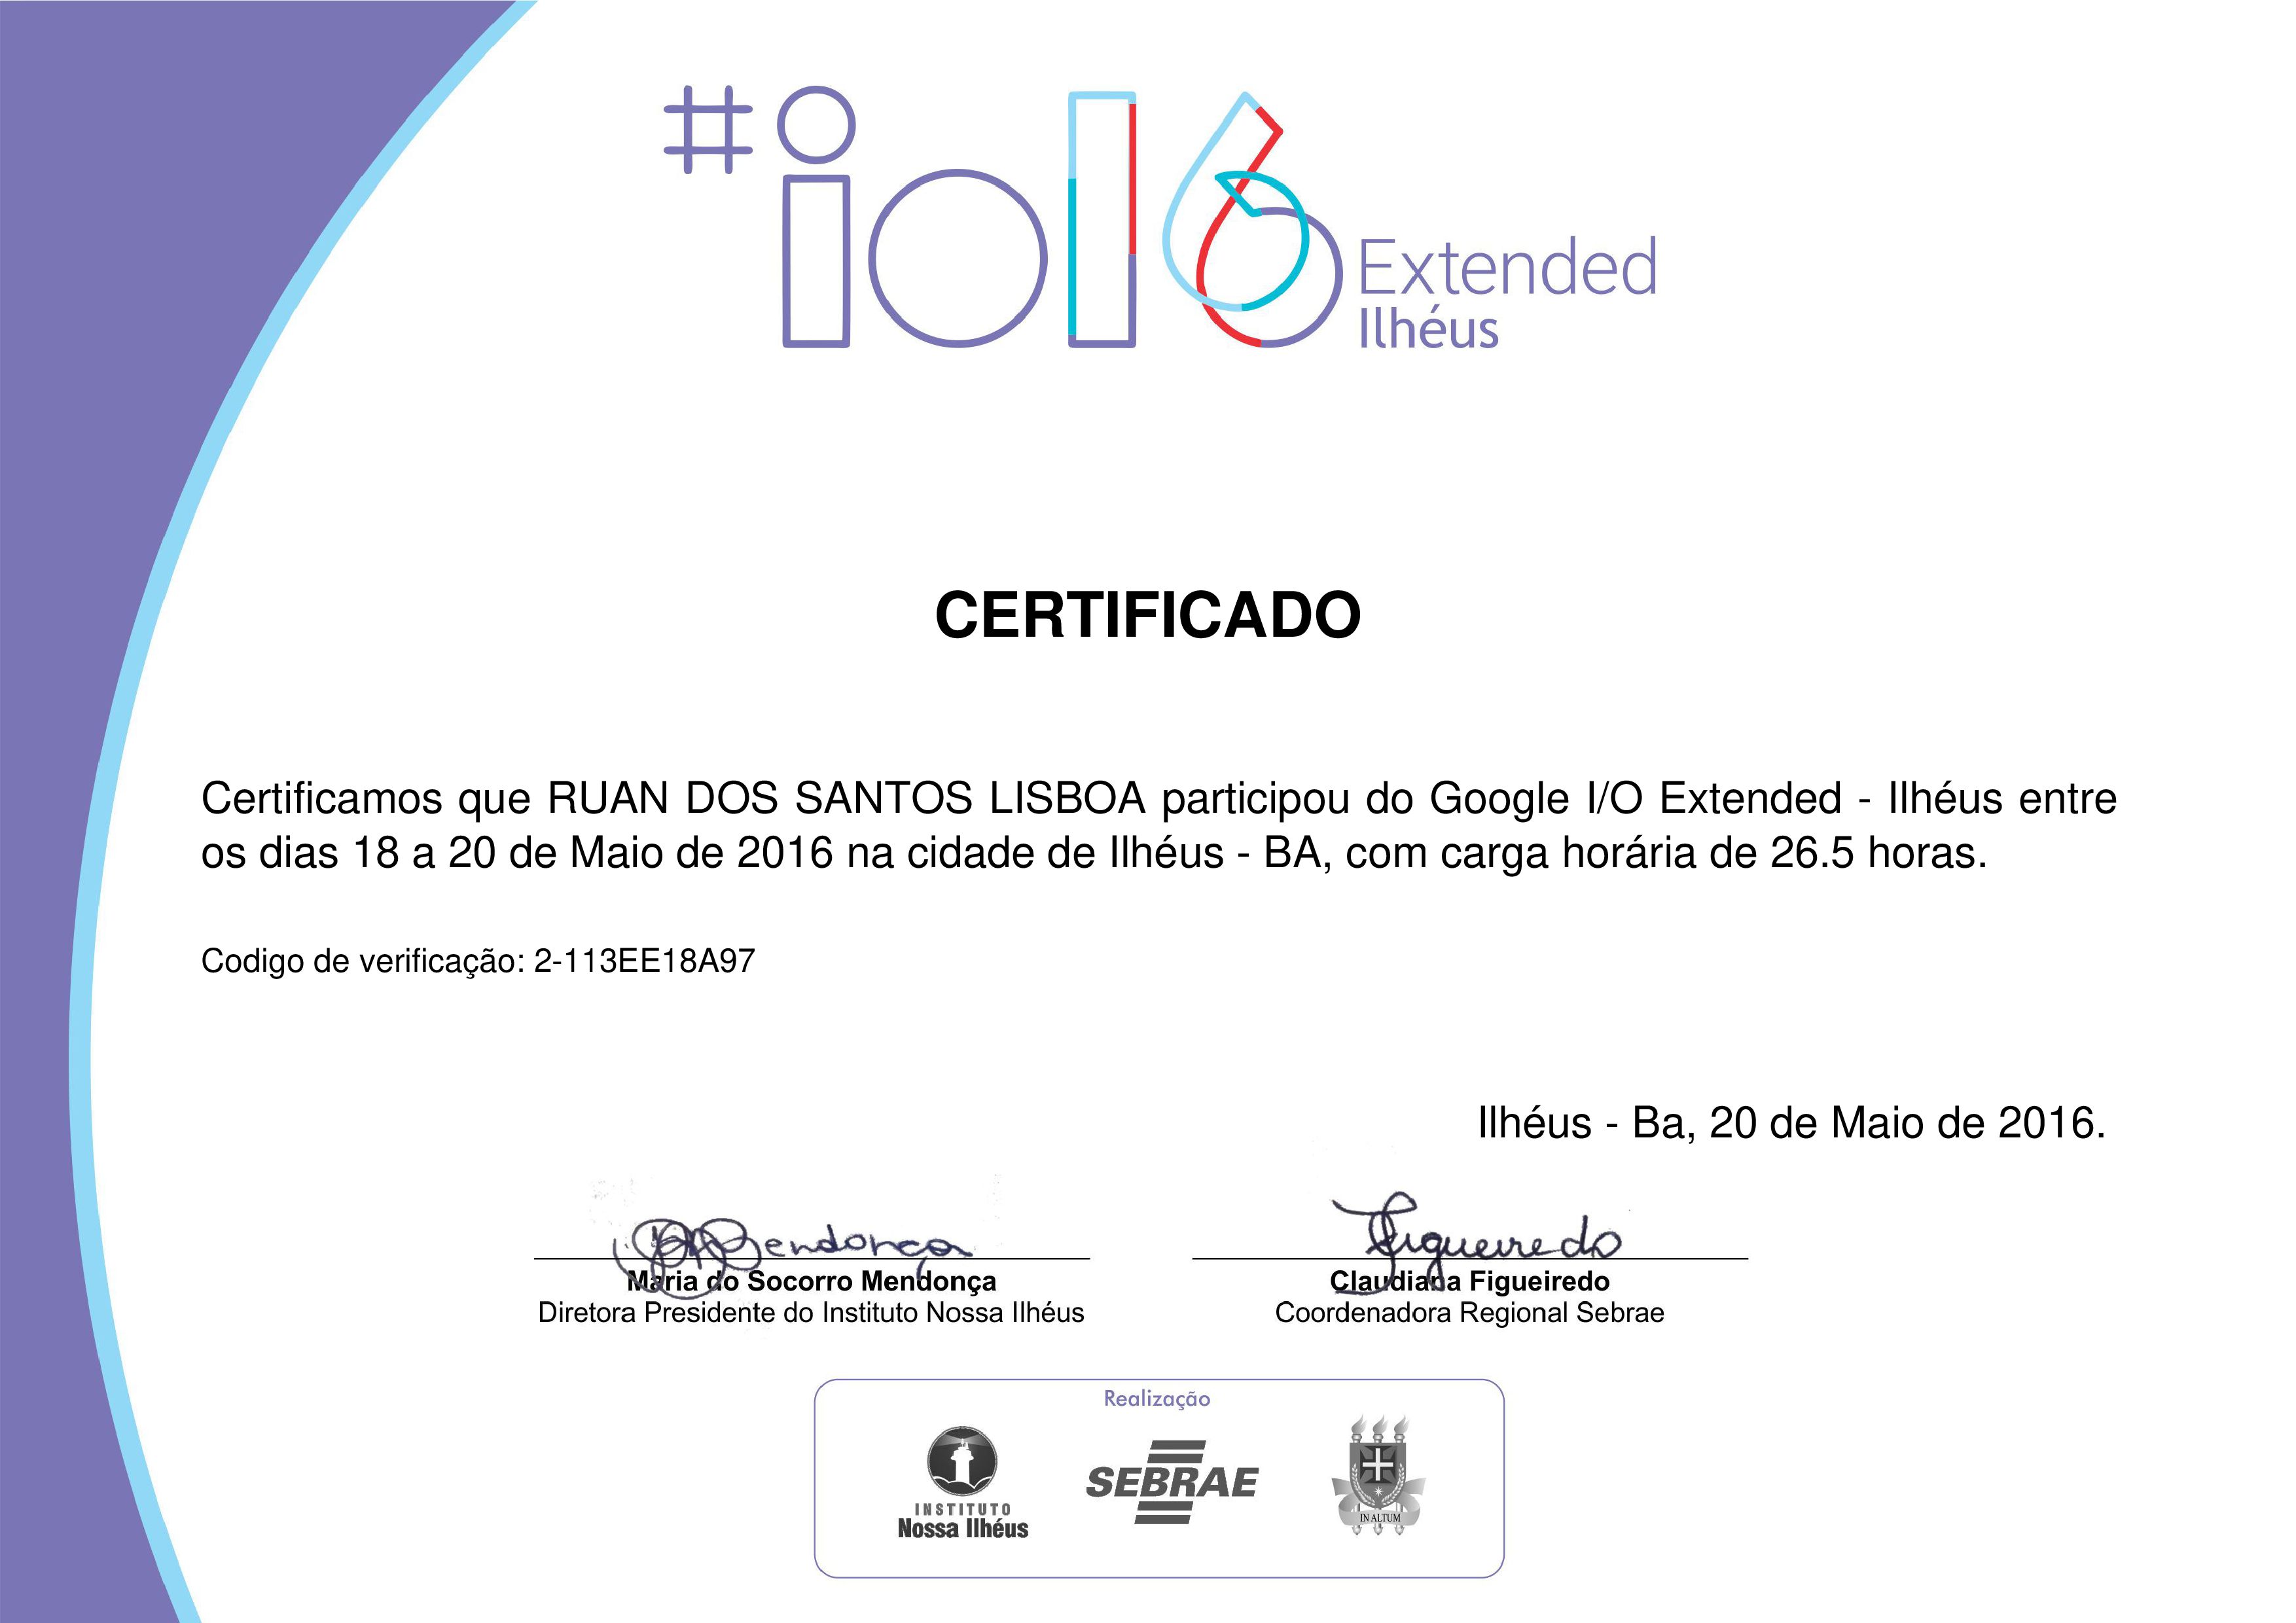 #io16
Extended
Ilhéus
CERTIFICADO
Certificamos que RUAN DOS SANTOS LISBOA participou do Google I/O Extended - Ilhéus entre
os dias 18 a 20 de Maio de 2016 na cidade de Ilhéus - BA, com carga horária de 26.5 horas.
Codigo de verificação: 2-113EE18A97
Ilhéus - Ba, 20 de Maio de 2016.
Mendonça
Figueiredo
Maria do Socorro Mendonça
Claudiana Figueiredo
Diretora Presidente do Instituto Nossa Ilhéus
Coordenadora Regional Sebrae
Realização
INSTITUTO
Nossa Ilhéus
SEBRAE
IN ALTUM